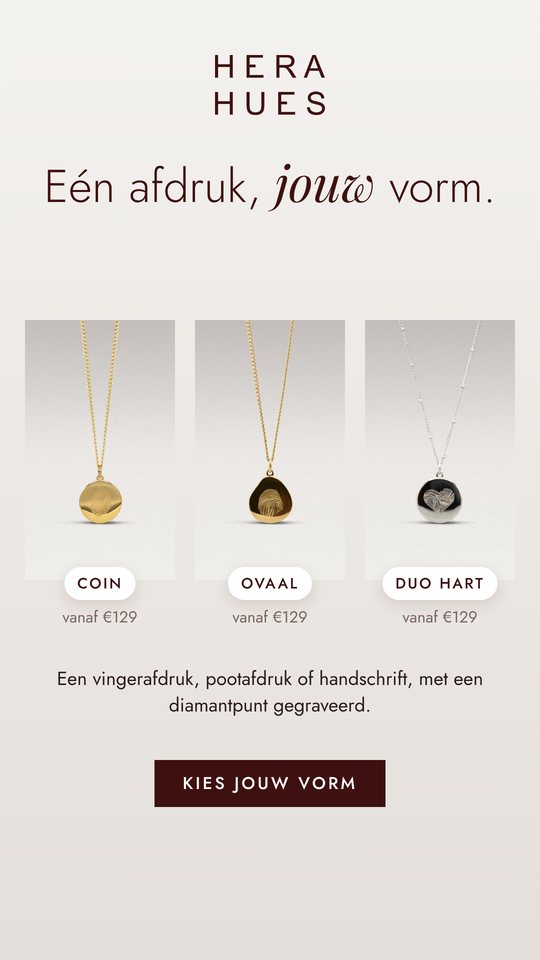 HERA
HUES
Eén afdruk, jouw vorm.
COIN
OVAAL
DUO HART
vanaf €129
vanaf €129
vanaf €129
Een vingerafdruk, pootafdruk of handschrift, met een
diamantpunt gegraveerd.
KIES JOUW VORM